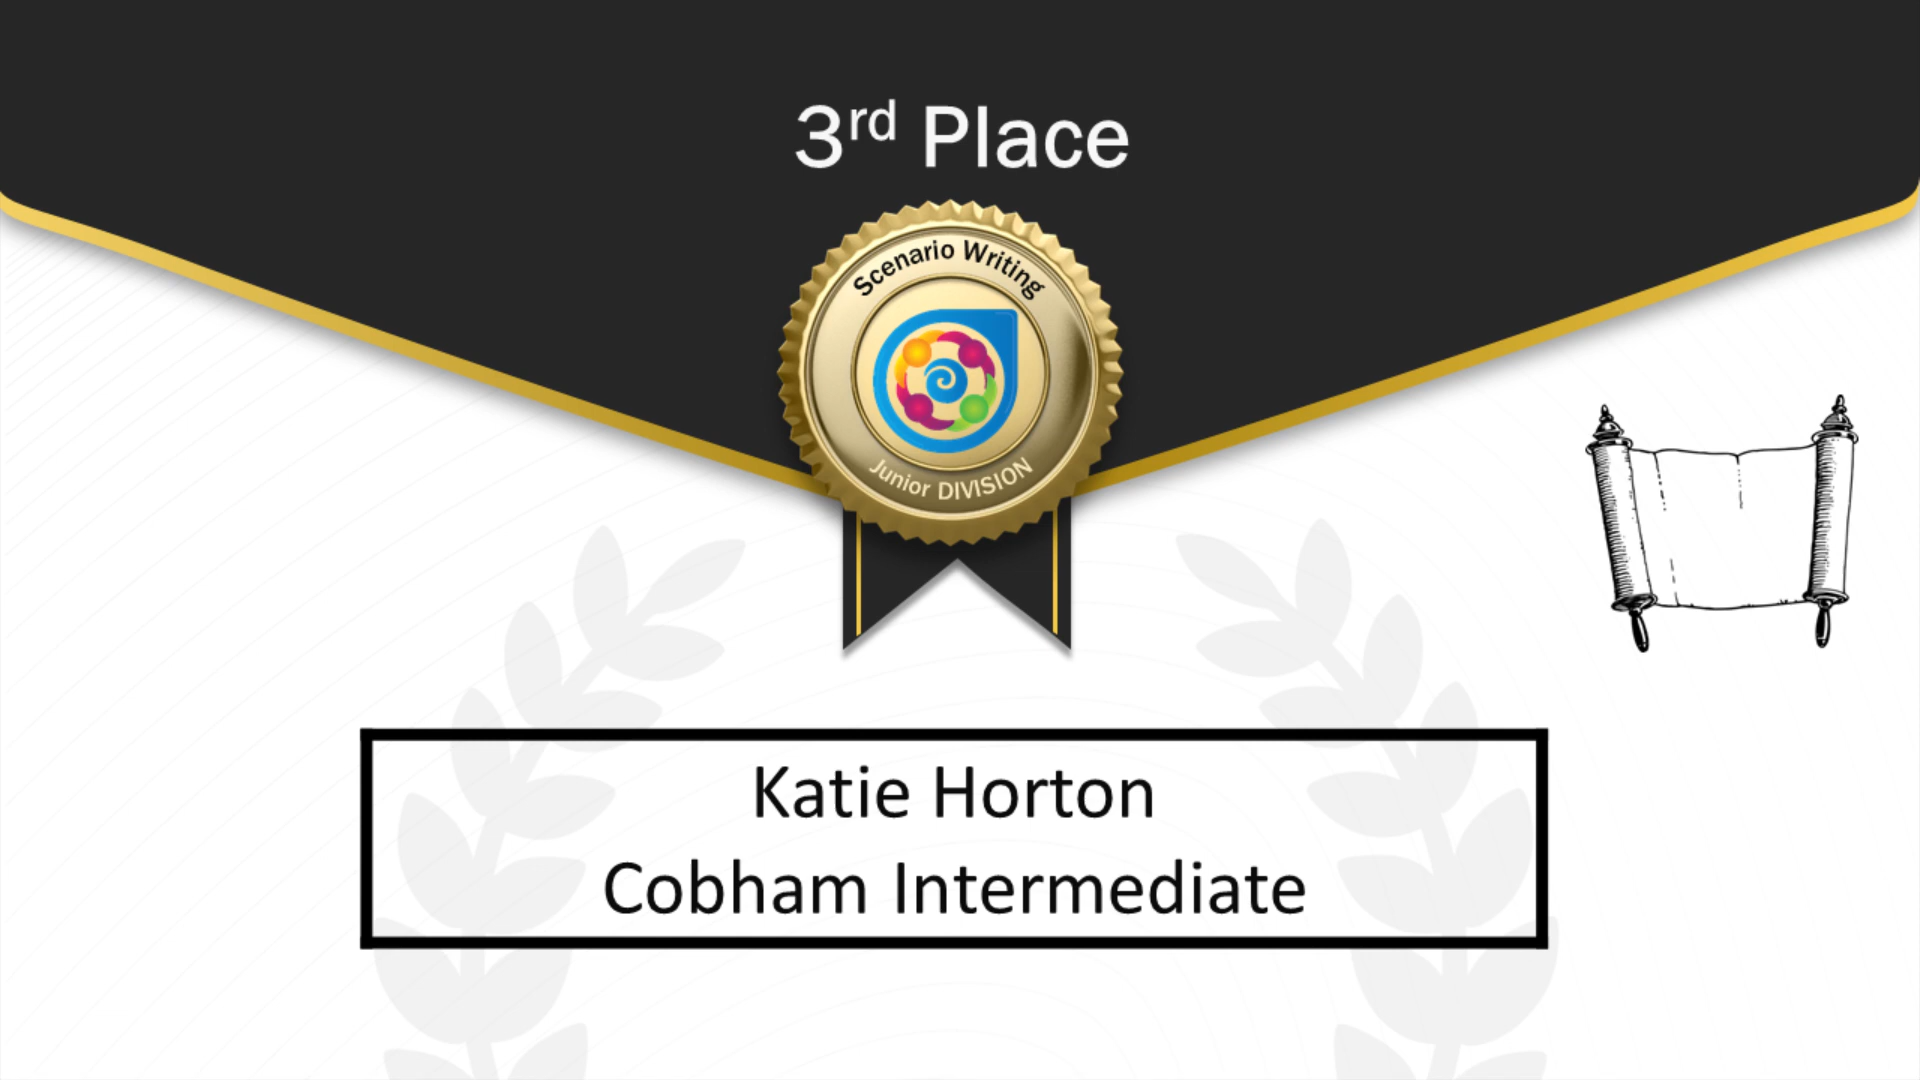 3rd Place
Scenario Writing
Junior DIVISION
Katie Horton
Cobham Intermediate